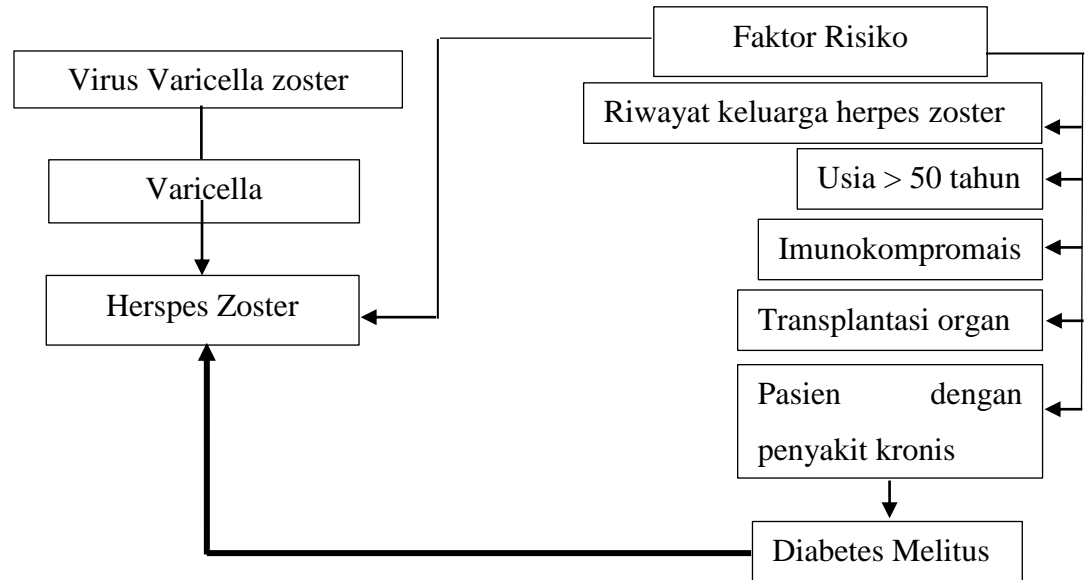 Faktor Risiko
Virus Varicella zoster
Riwayat keluarga herpes zoster
Usia > 50 tahun
Varicella
Imunokompromais
Herspes Zoster
Transplantasi organ
Pasien dengan
penyakit kronis
Diabetes Melitus